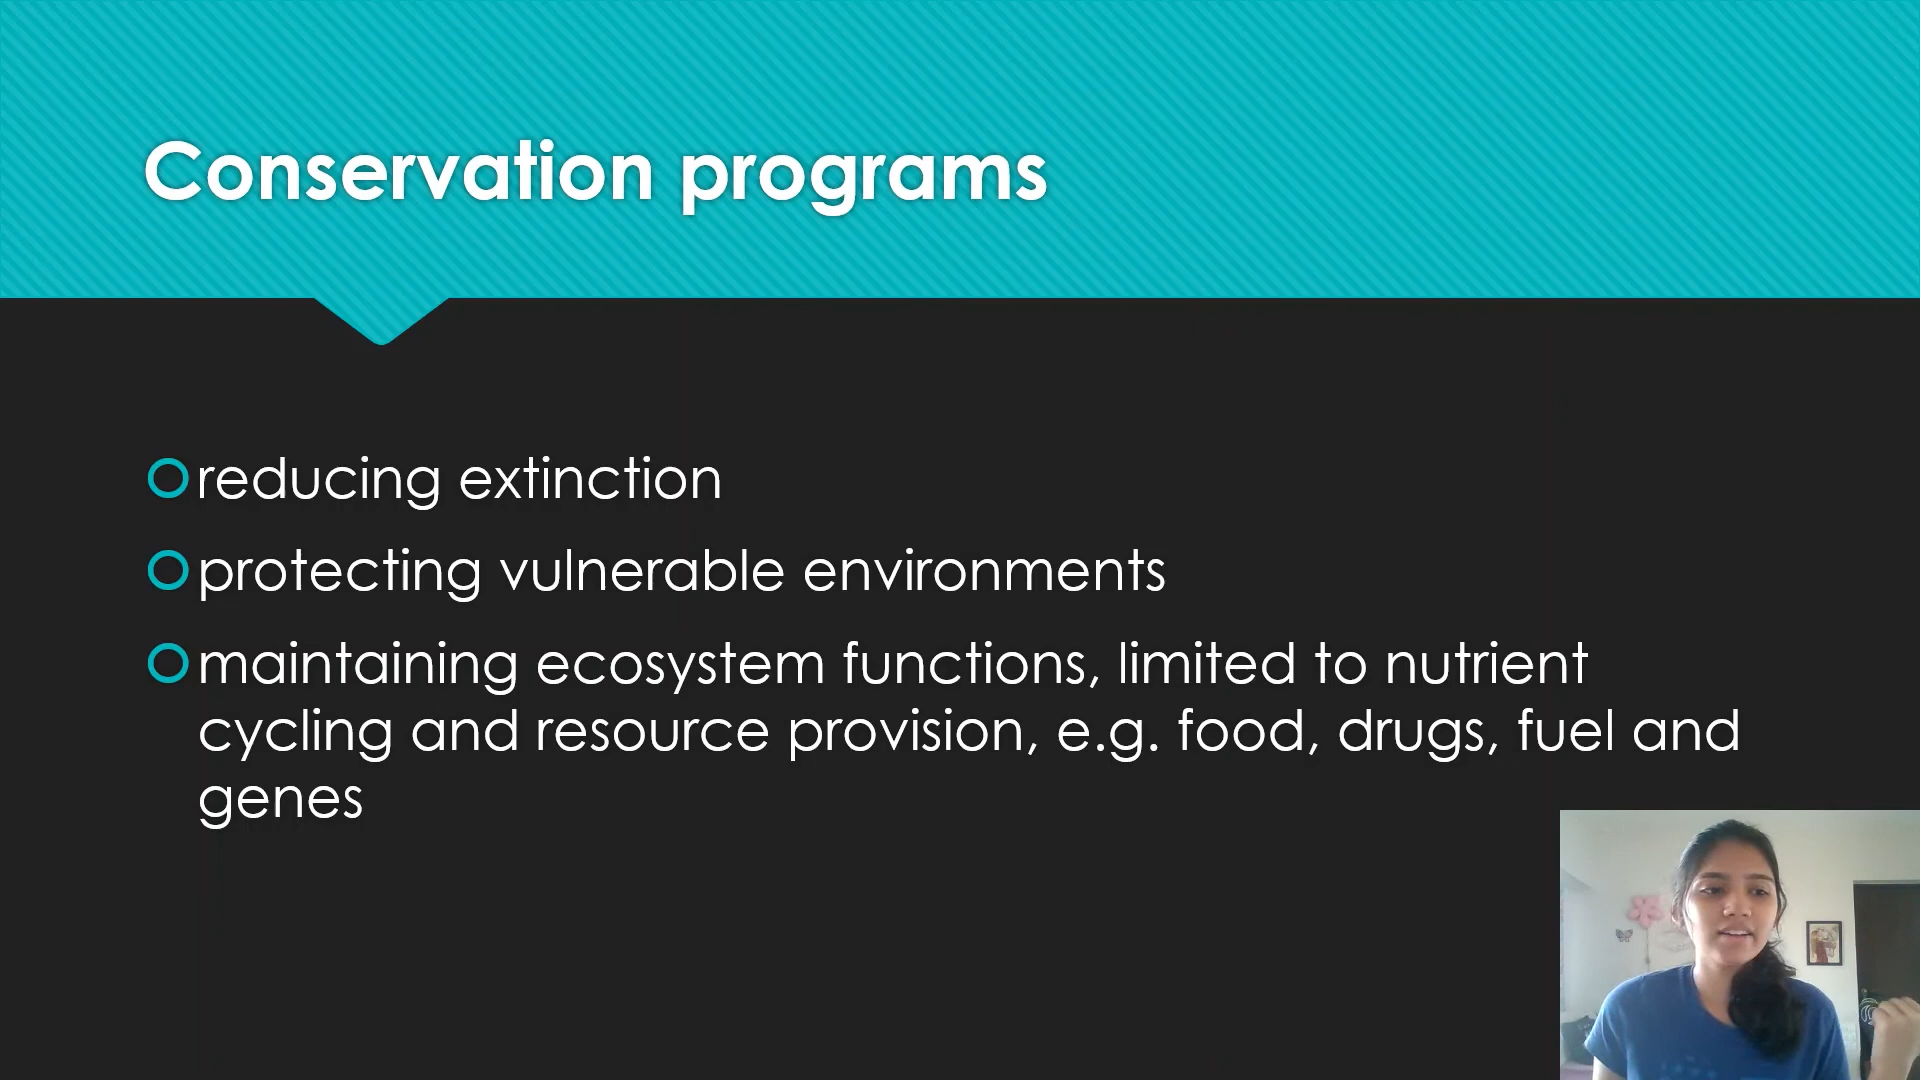 Conservation programs
reducing extinction
protecting vulnerable environments
maintaining ecosystem functions, limited to nutrient
cycling and resource provision, e.g. food, drugs, fuel and
genes